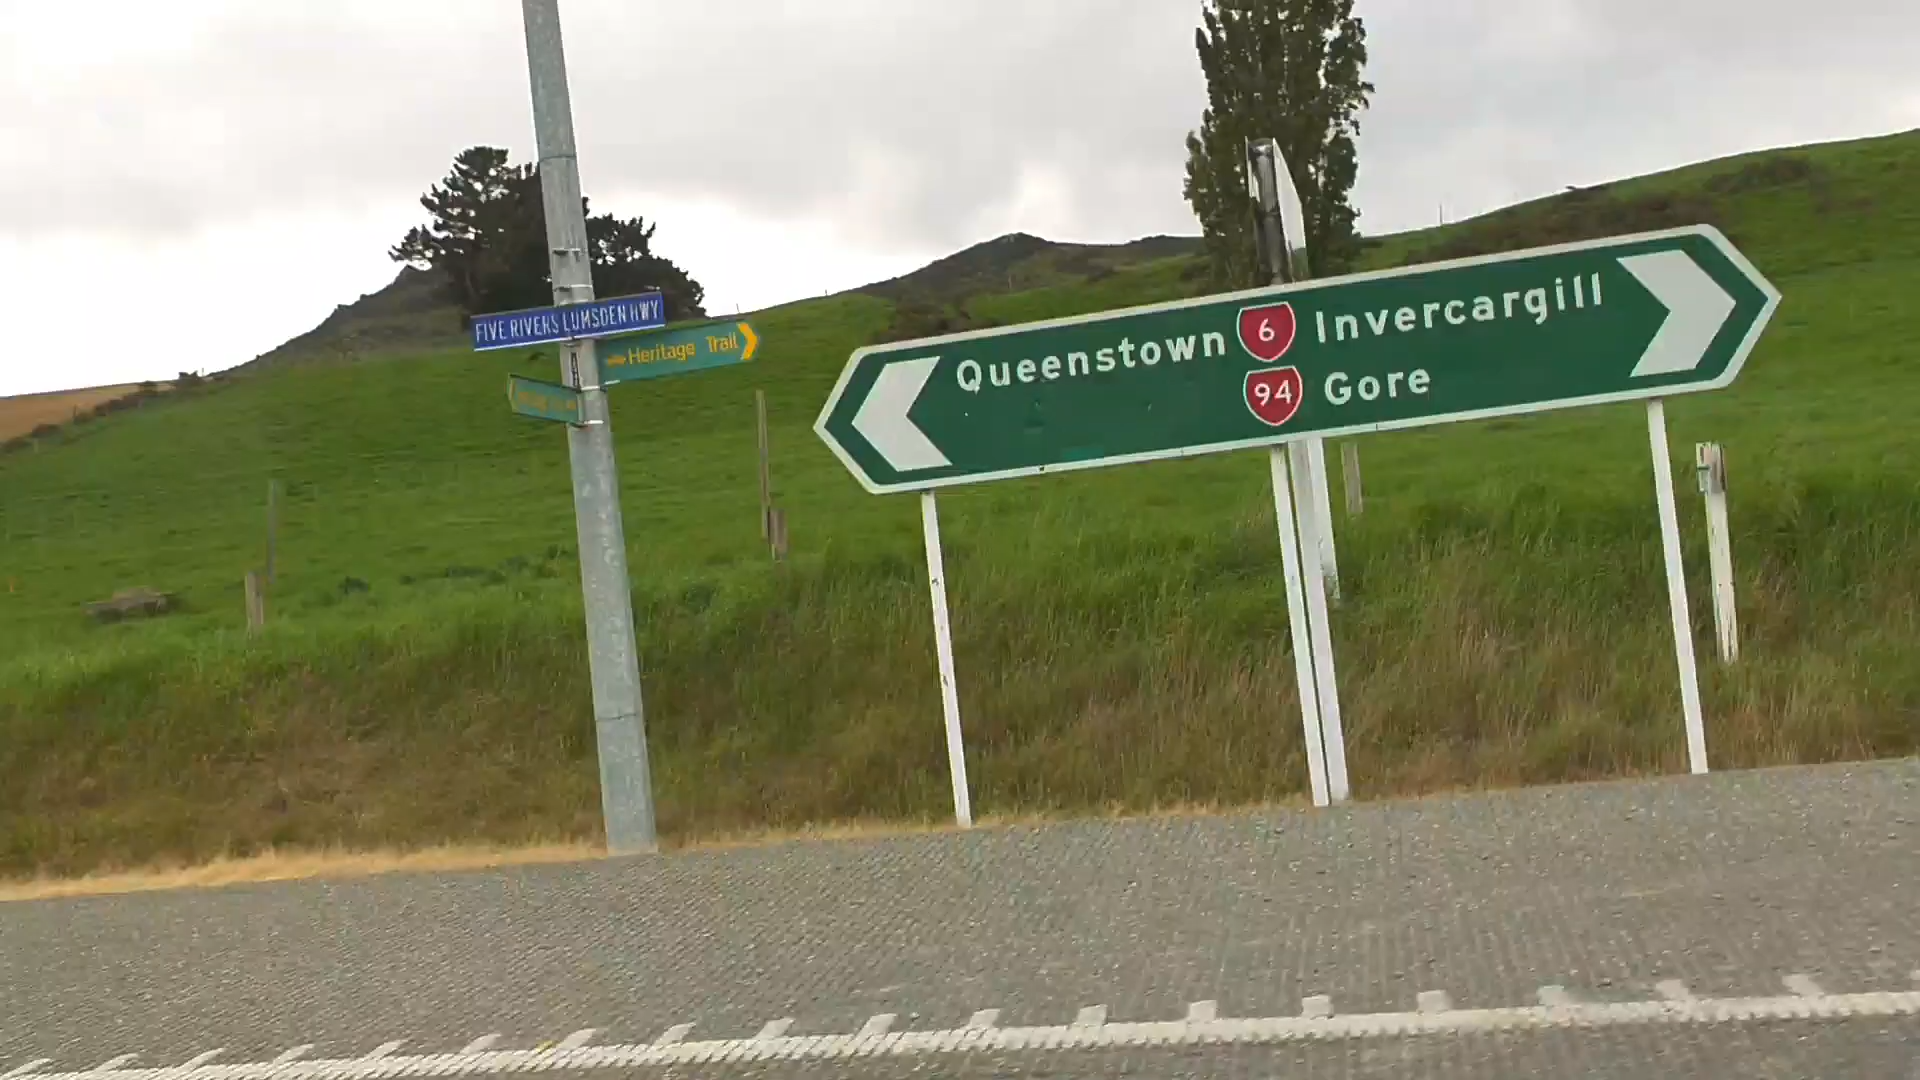 FIVE RIVERS LUMSDEN HWY
Heritage Trail
Queenstown 6 Invercargill
94 Gore